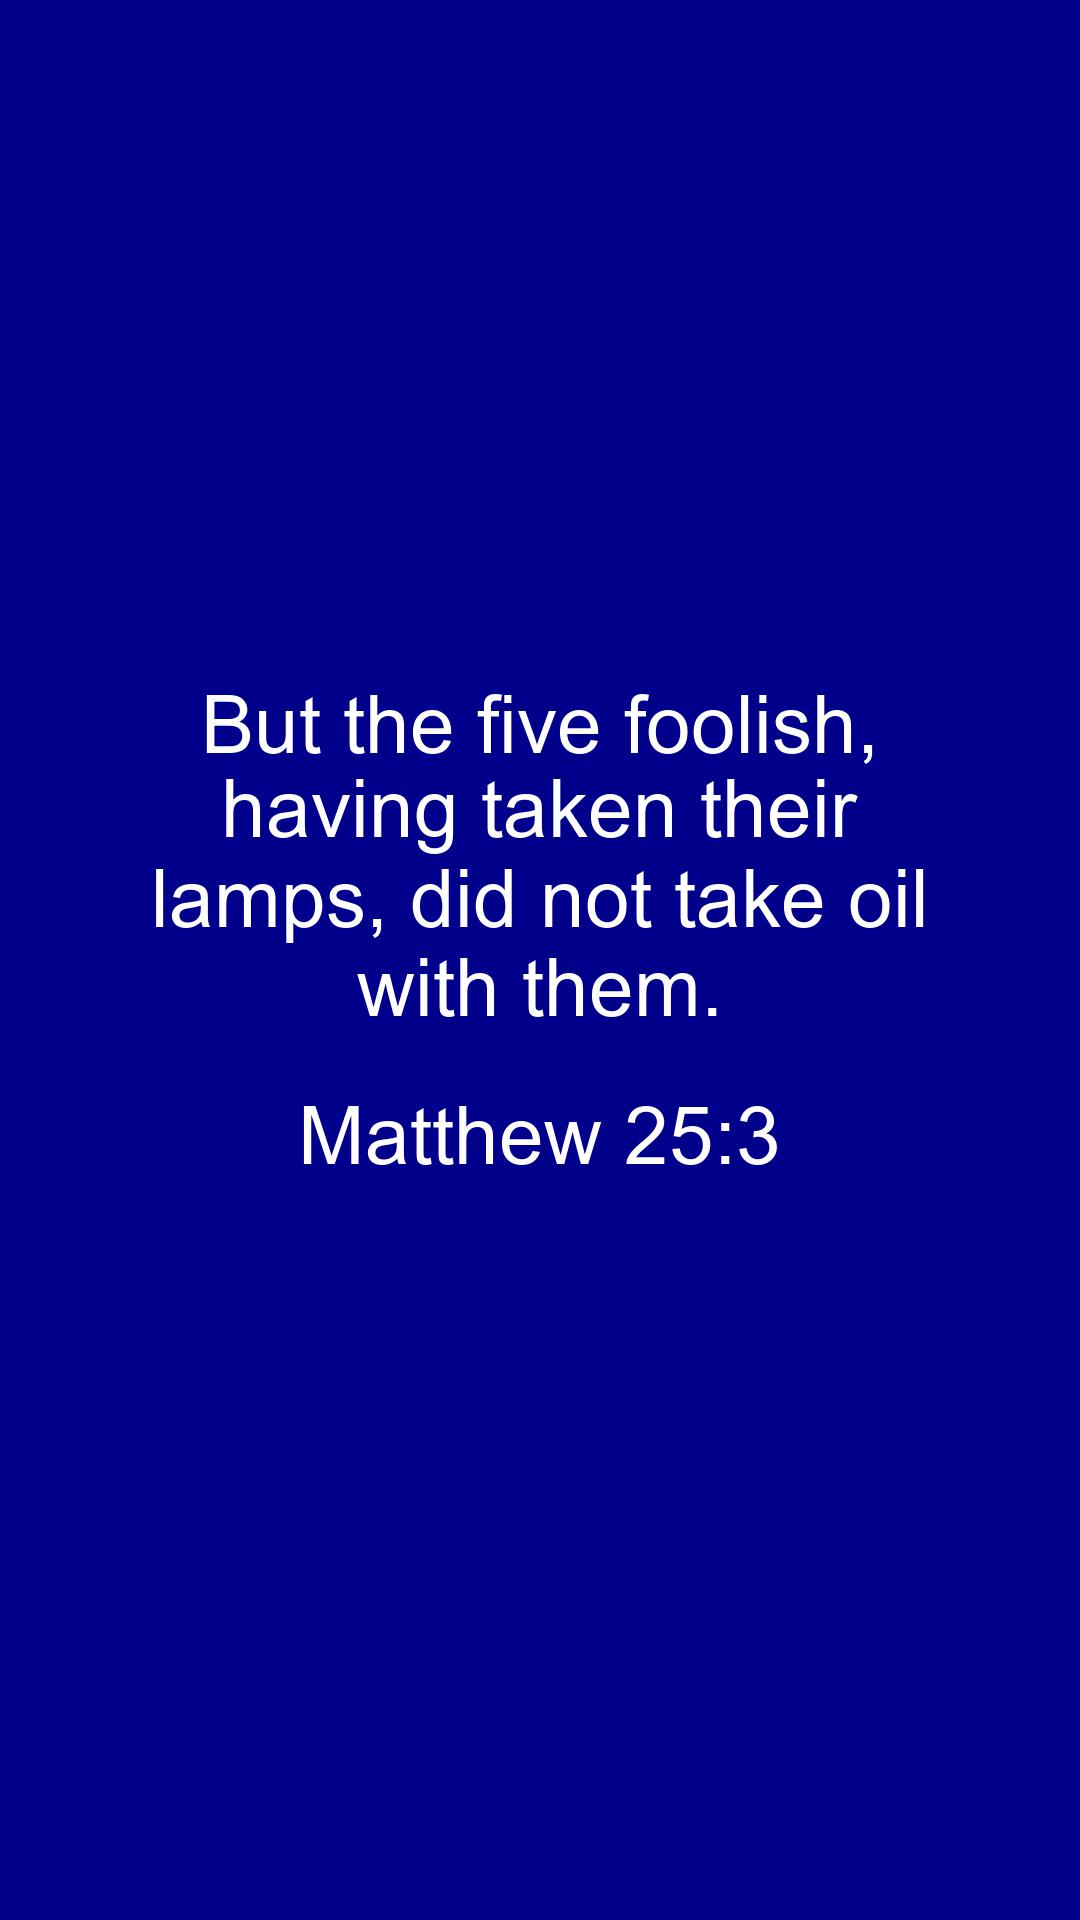 But the five foolish,
having taken their
lamps, did not take oil
with them.
Matthew 25:3